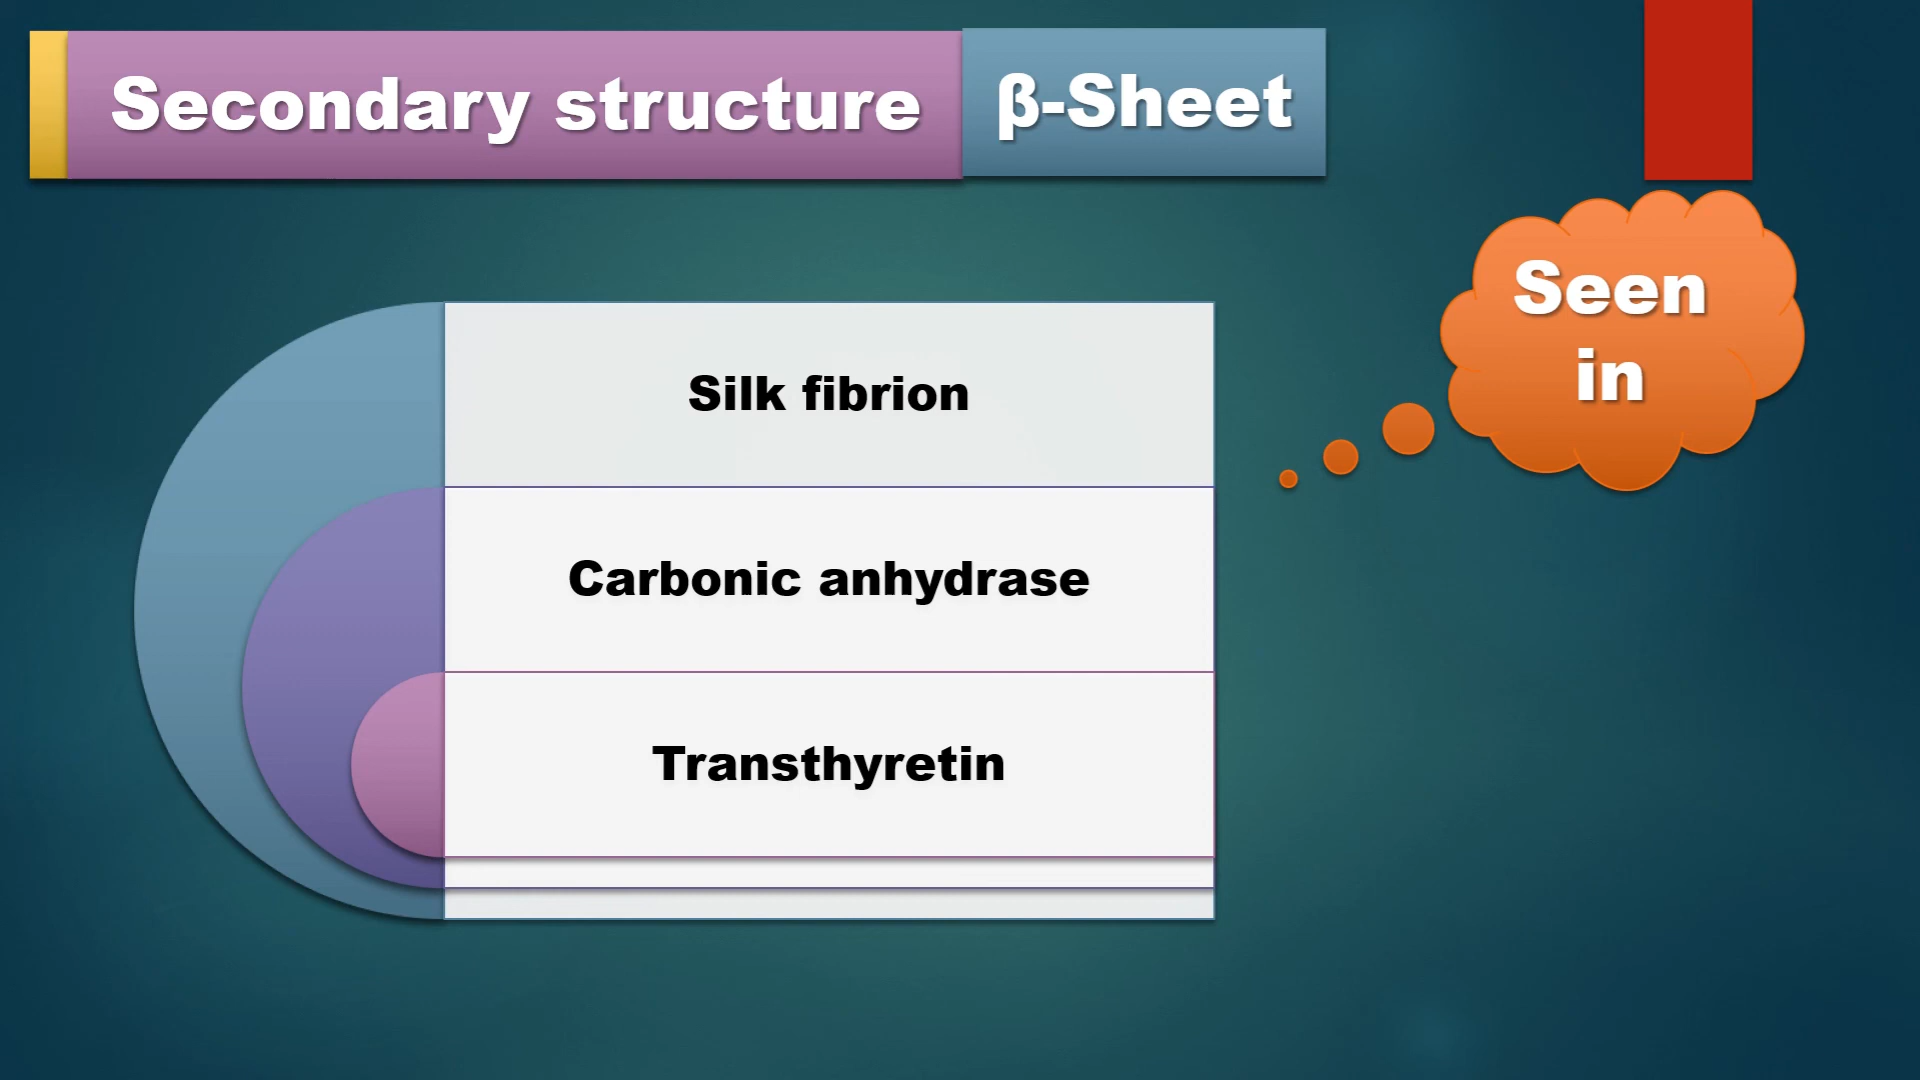 Secondary structure
β-Sheet
Seen
in
Silk fibrion
Carbonic anhydrase
Transthyretin